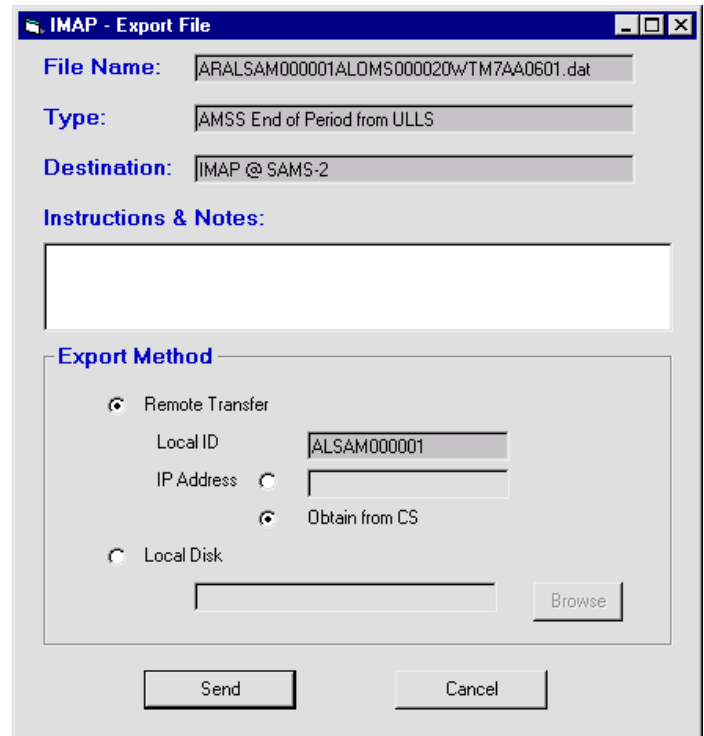 IMAP - Export File
File Name: ARALSAM000001ALOMS000020WTM7AA0601.dat
Type: AMSS End of Period from ULLS
Destination: IMAP @ SAMS-2
Instructions & Notes:
Export Method
Remote Transfer
Local ID ALSAM000001
IP Address
Obtain from CS
Local Disk
Browse
Send Cancel